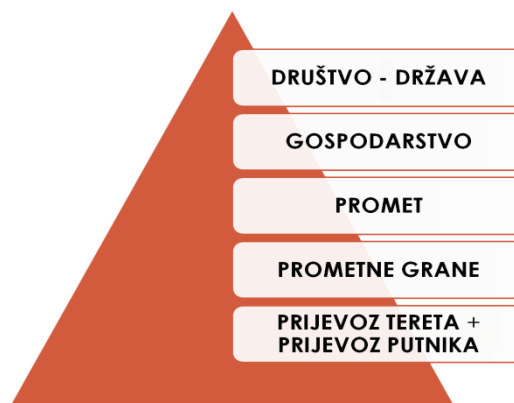 DRUŠTVO - DRŽAVA
GOSPODARSTVO
PROMET
PROMETNE GRANE
PRIJEVOZ TERETA +
PRIJEVOZ PUTNIKA